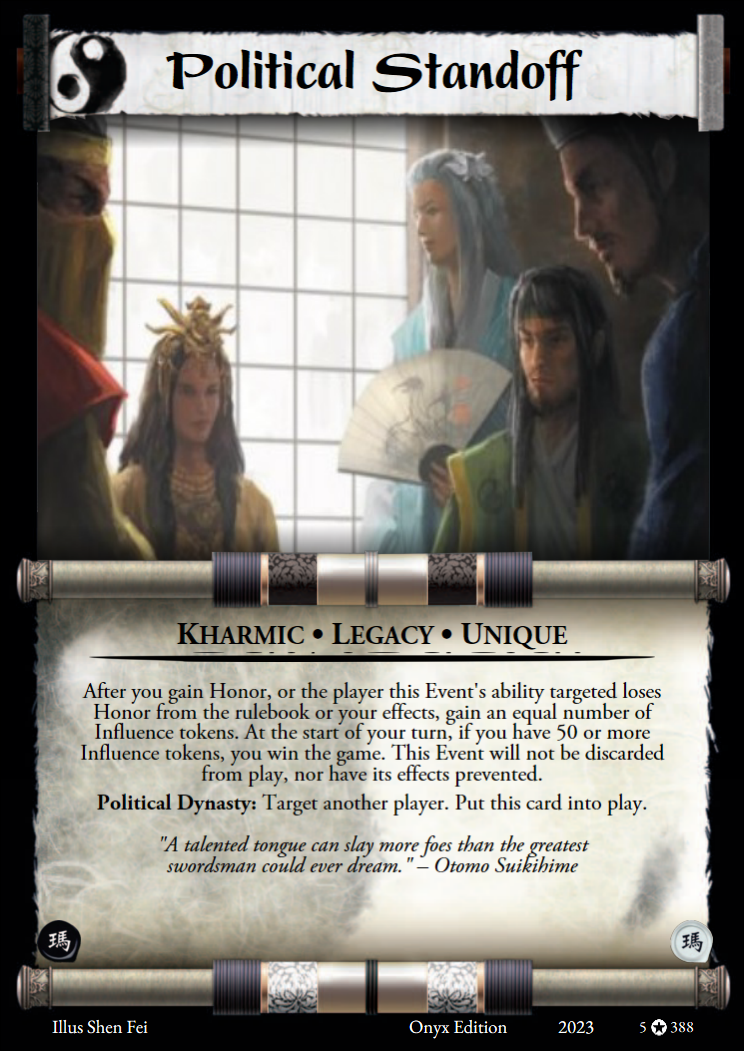 Political Standoff
KHARMIC • LEGACY • UNIQUE
After you gain Honor, or the player this Event's ability targeted loses
Honor from the rulebook or your effects, gain an equal number of
Influence tokens. At the start of your turn, if you have 50 or more
Influence tokens, you win the game. This Event will not be discarded
from play, nor have its effects prevented.
Political Dynasty: Target another player. Put this card into play.
"A talented tongue can slay more foes than the greatest
swordsman could ever dream." – Otomo Suikihime
瑪 瑪
Illus Shen Fei Onyx Edition 2023 5 ✪ 388